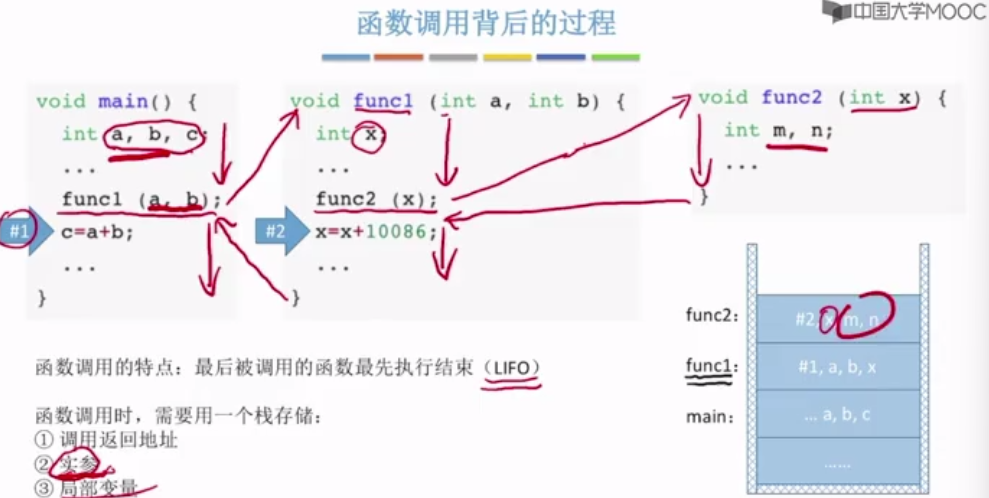 中国大学MOOC
函数调用背后的过程
void main() {
int a, b, c;
...
func1 (a, b);
#1
c=a+b;
...
}
void func1 (int a, int b) {
int x;
...
func2 (x);
#2
x=x+10086;
...
}
void func2 (int x) {
int m, n;
...
}
函数调用的特点：最后被调用的函数最先执行结束（LIFO）
函数调用时，需要用一个栈存储：
① 调用返回地址
② 实参
③ 局部变量
func2：
#2, x, m, n
func1：
#1, a, b, x
main：
... a, b, c
......